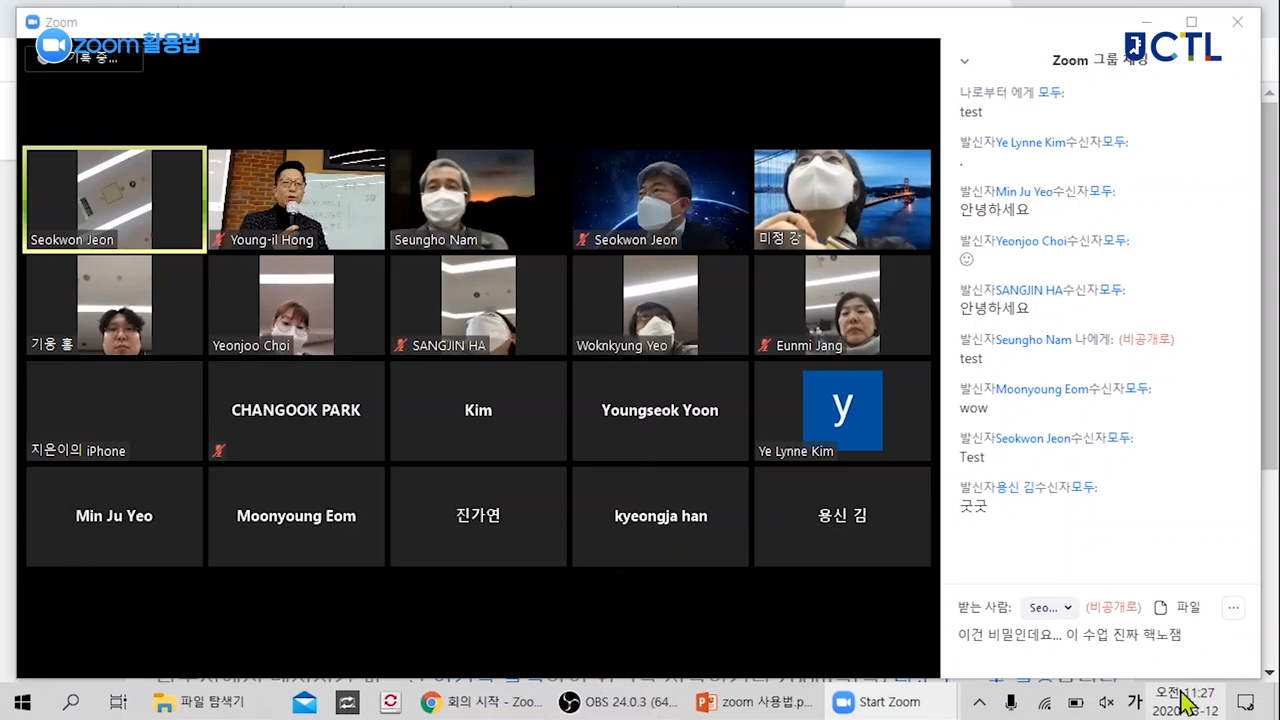 Zoom
zoom 활용법
기록 중...
JCTL
Zoom 그룹 채팅
Seokwon Jeon
Young-il Hong
Seungho Nam
Seokwon Jeon
미정 강
기웅 홀
Yeonjoo Choi
SANGJIN HA
Woknkyung Yeo
Eunmi Jang
지은이의 iPhone
CHANGOOK PARK
Kim
Youngseok Yoon
y
Ye Lynne Kim
Min Ju Yeo
Moonyoung Eom
진가연
kyeongja han
용신 김
나로부터 에게 모두:
test
발신자Ye Lynne Kim수신자모두:
.
발신자Min Ju Yeo수신자모두:
안녕하세요
발신자Yeonjoo Choi수신자모두:
발신자SANGJIN HA수신자모두:
안녕하세요
발신자Seungho Nam 나에게: (비공개로)
test
발신자Moonyoung Eom수신자모두:
wow
발신자Seokwon Jeon수신자모두:
Test
발신자용신 김수신자모두:
굿굿
받는 사람: Seo... (비공개로) 파일 ...
이건 비밀인데요... 이 수업 진짜 핵노잼
파일 탐색기
회의 시작 - Zoo...
OBS 24.0.3 (64...
zoom 사용법.p...
Start Zoom
가
오전 11:27